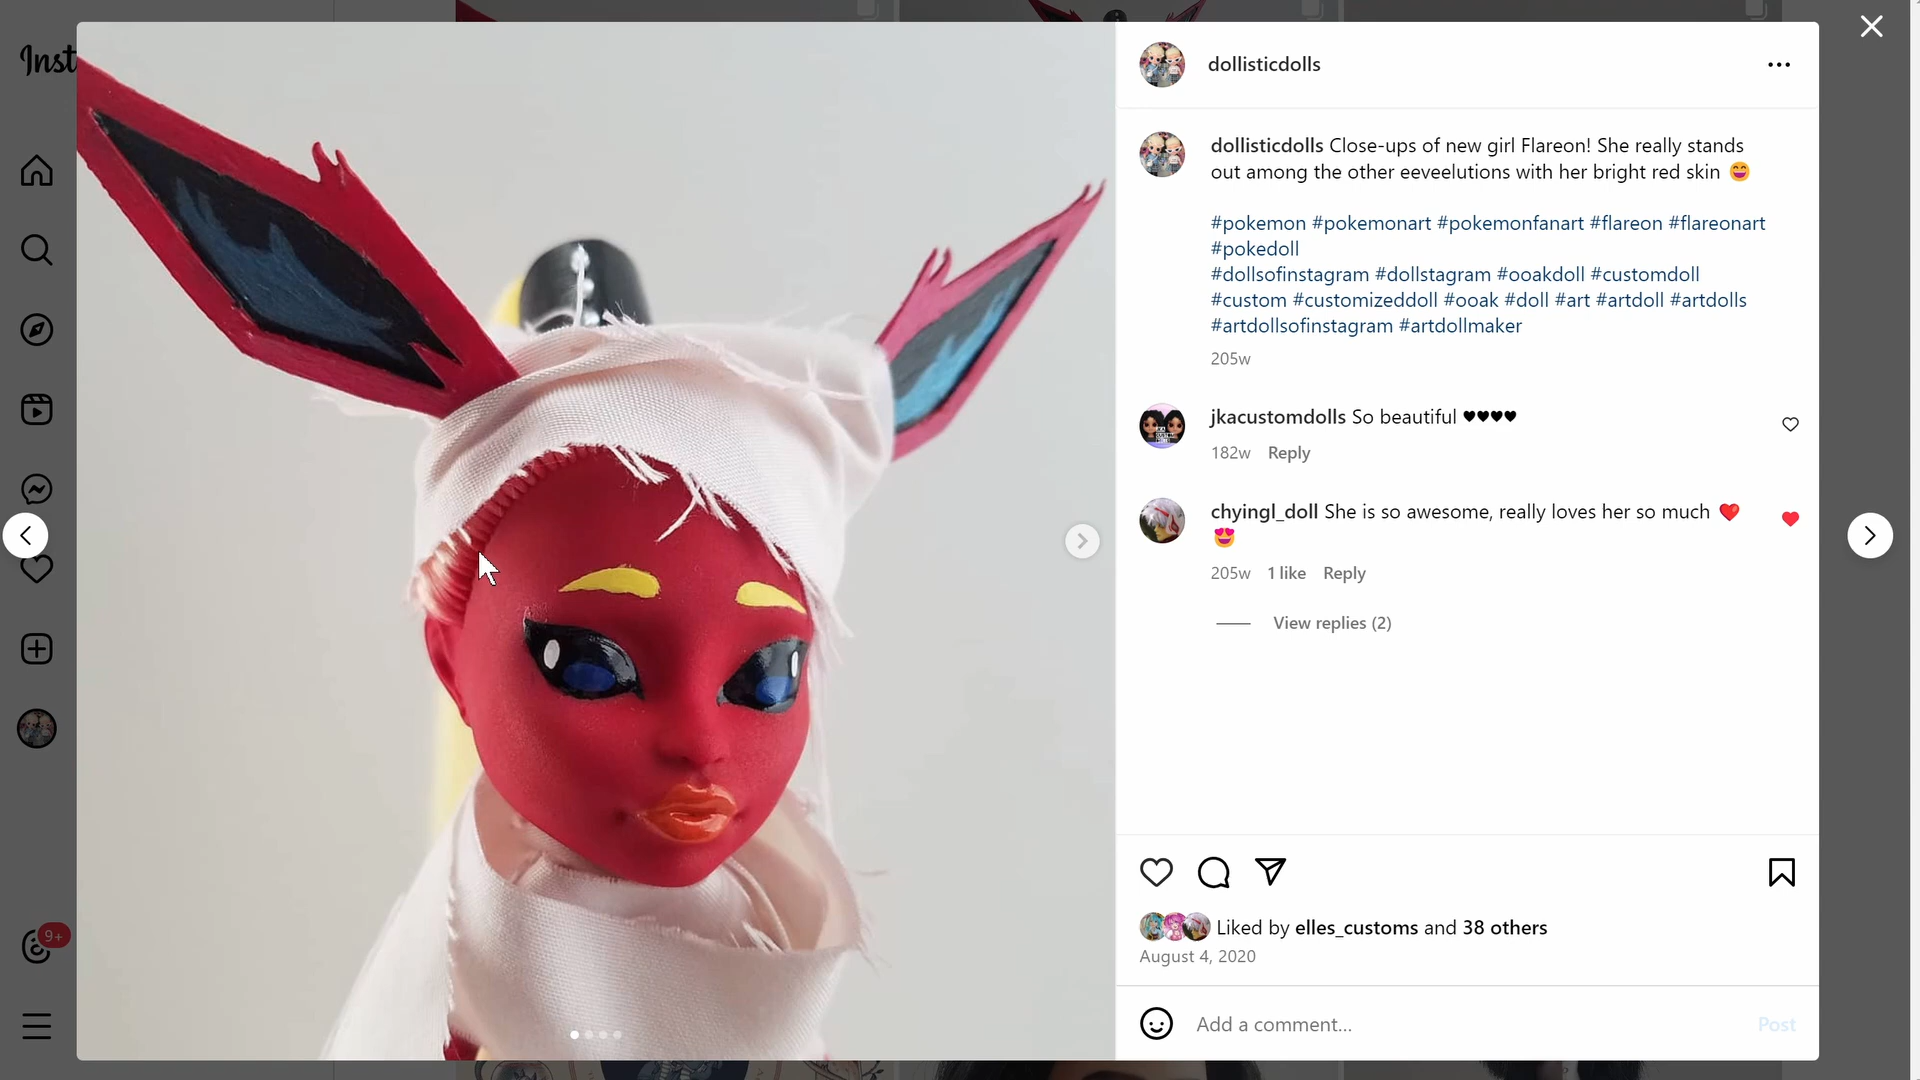 Inst
dollisticdolls
dollisticdolls Close-ups of new girl Flareon! She really stands
out among the other eeveelutions with her bright red skin 😄
#pokemon #pokemonart #pokemonfanart #flareon #flareonart
#pokedoll
#dollsofinstagram #dollstagram #ooakdoll #customdoll
#custom #customizeddoll #ooak #doll #art #artdoll #artdolls
#artdollsofinstagram #artdollmaker
205w
jkacustomdolls So beautiful ♥♥♥♥
182w Reply
chyingl_doll She is so awesome, really loves her so much ❤️
😍
205w 1 like Reply
View replies (2)
9+
Liked by elles_customs and 38 others
August 4, 2020
Add a comment...
Post